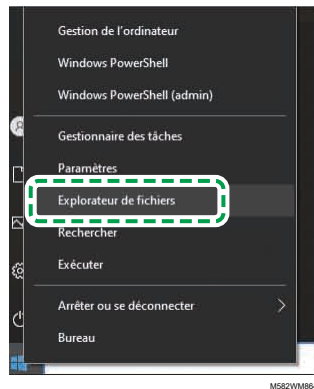 Gestion de l'ordinateur
Windows PowerShell
Windows PowerShell (admin)
Gestionnaire des tâches
Paramètres
Explorateur de fichiers
Rechercher
Exécuter
Arrêter ou se déconnecter
Bureau